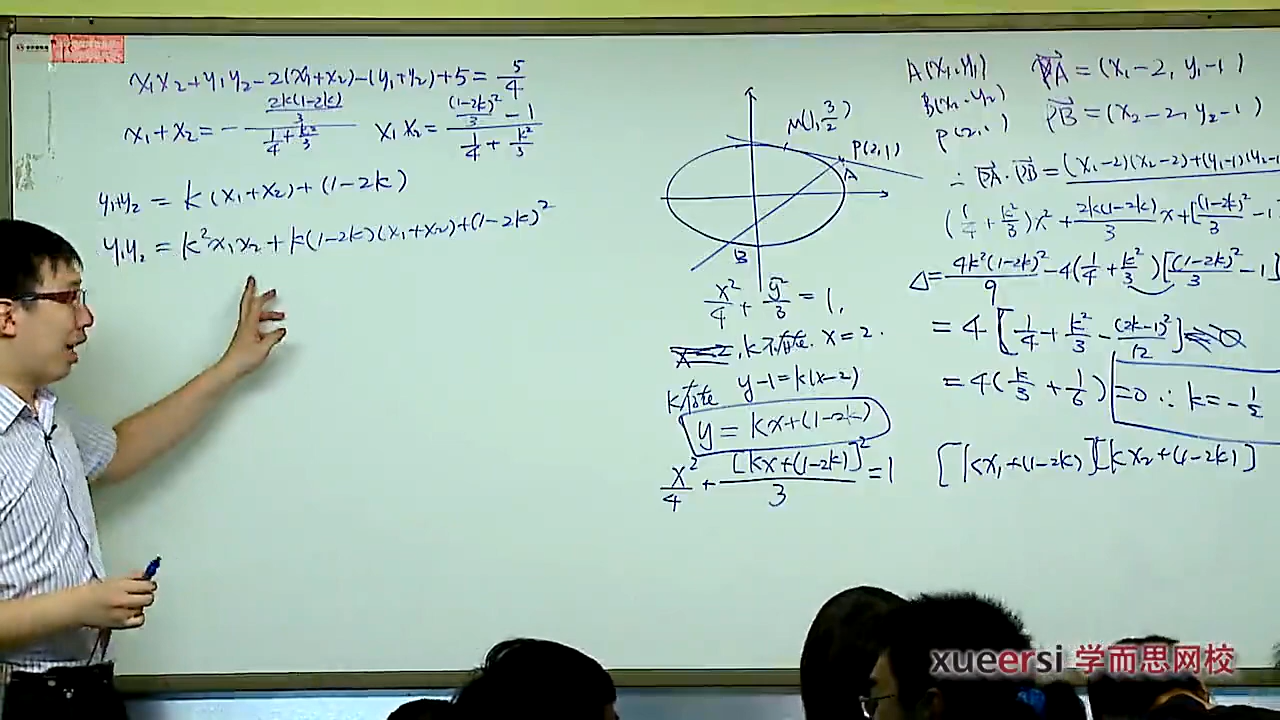 x₁x₂+y₁y₂-2(x₁+x₂)-(y₁+y₂)+5=5/4
x₁+x₂=-(2k(1-2k)/3)/(1/4+k²/3)  x₁x₂=((1-2k)²/3-1)/(1/4+k²/3)
y₁+y₂=k(x₁+x₂)+(1-2k)
y₁y₂=k²x₁x₂+k(1-2k)(x₁+x₂)+(1-2k)²
M(1,3/2)
P(2,1)
A
B
x²/4+y²/3=1,
x=2, k不存在. x=2.
k存在 y-1=k(x-2)
y=kx+(1-2k)
x²/4+[kx+(1-2k)]²/3=1
A(x₁,y₁)  PA=(x₁-2,y₁-1)
B(x₂,y₂)  PB=(x₂-2,y₂-1)
P(2,1)
∴PA·PB=(x₁-2)(x₂-2)+(y₁-1)(y₂-1
(1/4+k²/3)x²+2k(1-2k)/3x+[(1-2k)²/3-1
Δ=4k²(1-2k)²/9-4(1/4+k²/3)[(1-2k)²/3-1]
=4[1/4+k²/3-(2k-1)²/12]
=4(k/3+1/6)=0∴k=-1/2
[kx₁+(1-2k)][kx₂+(1-2k)]
xueersi 学而思网校